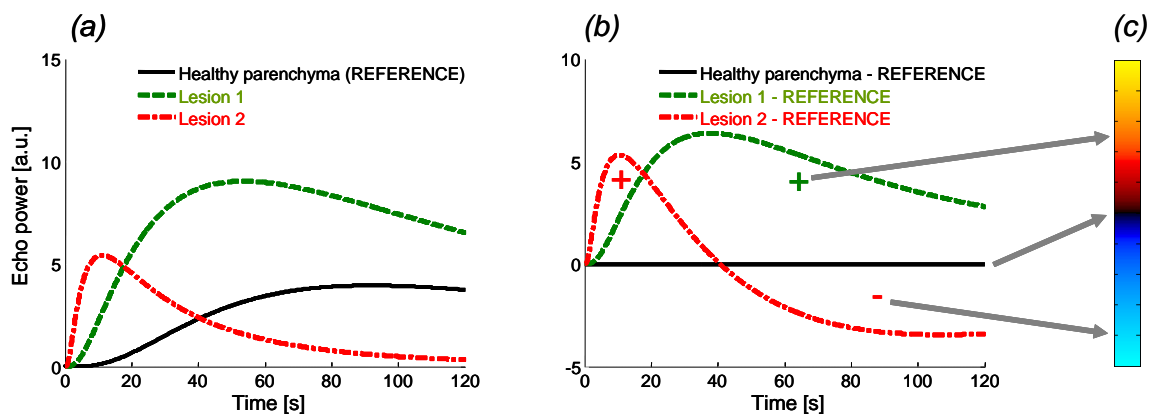 (a)
15
10
5
0
Echo power [a.u.]
Healthy parenchyma (REFERENCE)
Lesion 1
Lesion 2
0 20 40 60 80 100 120
Time [s]
(b)
10
5
0
-5
Healthy parenchyma - REFERENCE
Lesion 1 - REFERENCE
Lesion 2 - REFERENCE
+
+
-
0 20 40 60 80 100 120
Time [s]
(c)